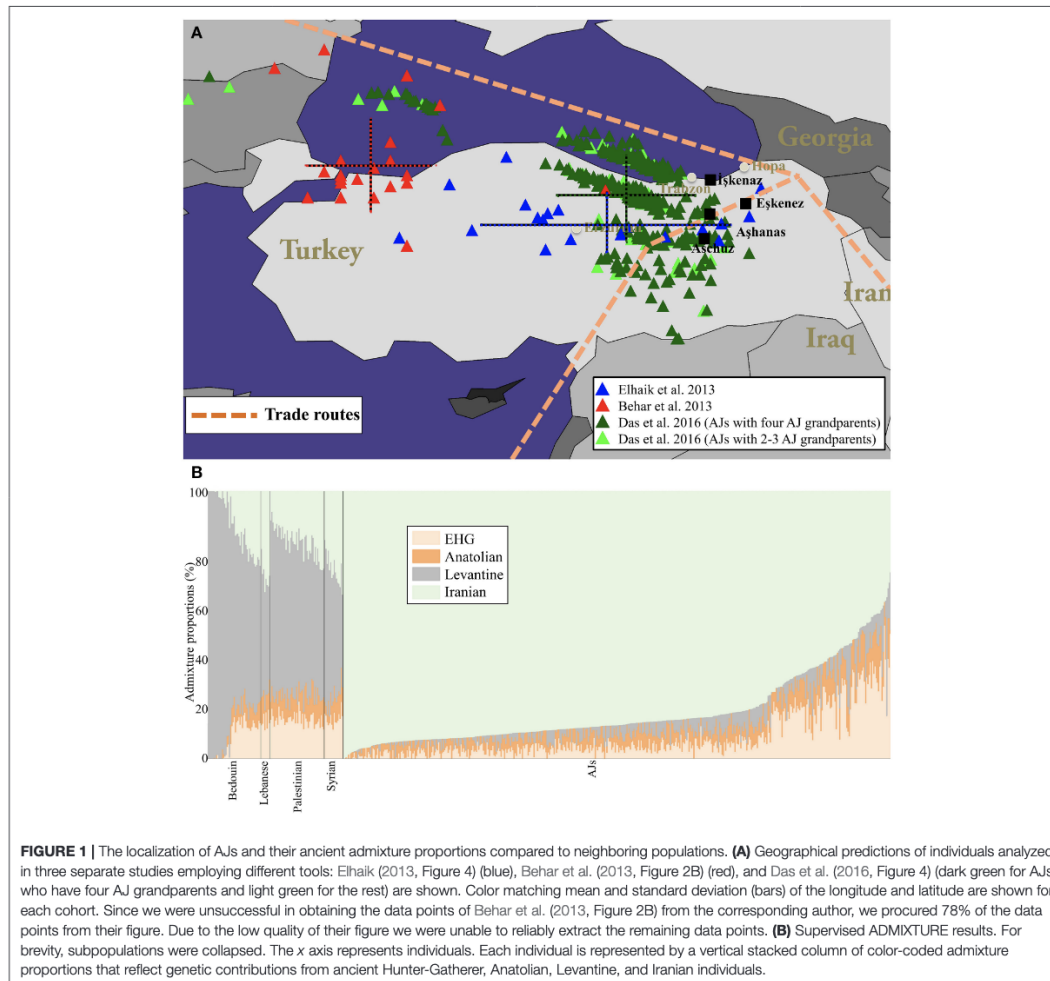 A
Georgia
Hopa
İşkenaz
Trabzon
Eşkenez
Turkey
Aşhanas
Aschuz
Iran
Iraq
Elhaik et al. 2013
Behar et al. 2013
Das et al. 2016 (AJs with four AJ grandparents)
Das et al. 2016 (AJs with 2-3 AJ grandparents)
Trade routes
B
100
80
60
40
20
0
Admixture proportions (%)
EHG
Anatolian
Levantine
Iranian
Bedouin
Lebanese
Palestinian
Syrian
AJs
FIGURE 1 | The localization of AJs and their ancient admixture proportions compared to neighboring populations. (A) Geographical predictions of individuals analyzed
in three separate studies employing different tools: Elhaik (2013, Figure 4) (blue), Behar et al. (2013, Figure 2B) (red), and Das et al. (2016, Figure 4) (dark green for AJs
who have four AJ grandparents and light green for the rest) are shown. Color matching mean and standard deviation (bars) of the longitude and latitude are shown for
each cohort. Since we were unsuccessful in obtaining the data points of Behar et al. (2013, Figure 2B) from the corresponding author, we procured 78% of the data
points from their figure. Due to the low quality of their figure we were unable to reliably extract the remaining data points. (B) Supervised ADMIXTURE results. For
brevity, subpopulations were collapsed. The x axis represents individuals. Each individual is represented by a vertical stacked column of color-coded admixture
proportions that reflect genetic contributions from ancient Hunter-Gatherer, Anatolian, Levantine, and Iranian individuals.